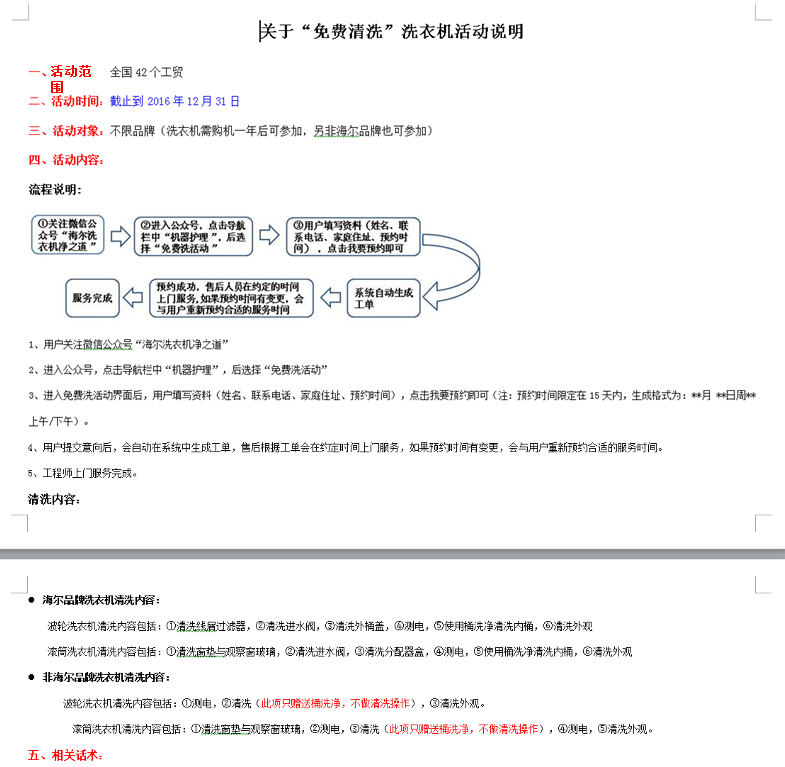 关于“免费清洗”洗衣机活动说明
一、活动范围 全国 42 个工贸
二、活动时间：截止到 2016 年 12 月 31 日
三、活动对象：不限品牌（洗衣机需购机一年后可参加，另非海尔品牌也可参加）
四、活动内容：
流程说明：
①关注微信公
众号“海尔洗
衣机净之道”
②进入公众号，点击导航
栏中“机器护理”，后选
择“免费洗活动”
③用户填写资料（姓名、联
系电话、家庭住址、预约时
间），点击我要预约即可
服务完成
预约成功，售后人员在约定的时间
上门服务,如果预约时间有变更，会
与用户重新预约合适的服务时间
系统自动生成
工单
1、用户关注微信公众号“海尔洗衣机净之道”
2、进入公众号，点击导航栏中“机器护理”，后选择“免费洗活动”
3、进入免费洗活动界面后，用户填写资料（姓名、联系电话、家庭住址、预约时间），点击我要预约即可（注：预约时间限定在 15 天内，生成格式为：**月 **日周**
上午/下午）。
4、用户提交意向后，会自动在系统中生成工单，售后根据工单会在约定时间上门服务，如果预约时间有变更，会与用户重新预约合适的服务时间。
5、工程师上门服务完成。
清洗内容：
● 海尔品牌洗衣机清洗内容：
波轮洗衣机清洗内容包括：①清洗线屑过滤器，②清洗进水阀，③清洗外桶盖，④测电，⑤使用桶洗净清洗内桶，⑥清洗外观
滚筒洗衣机清洗内容包括：①清洗窗垫与观察窗玻璃，②清洗进水阀，③清洗分配器盒，④测电，⑤使用桶洗净清洗内桶，⑥清洗外观
● 非海尔品牌洗衣机清洗内容：
波轮洗衣机清洗内容包括：①测电，②清洗（此项只赠送桶洗净，不做清洗操作），③清洗外观。
滚筒洗衣机清洗内容包括：①清洗窗垫与观察窗玻璃，②测电，③清洗（此项只赠送桶洗净，不做清洗操作），④测电，⑤清洗外观。
五、相关话术：